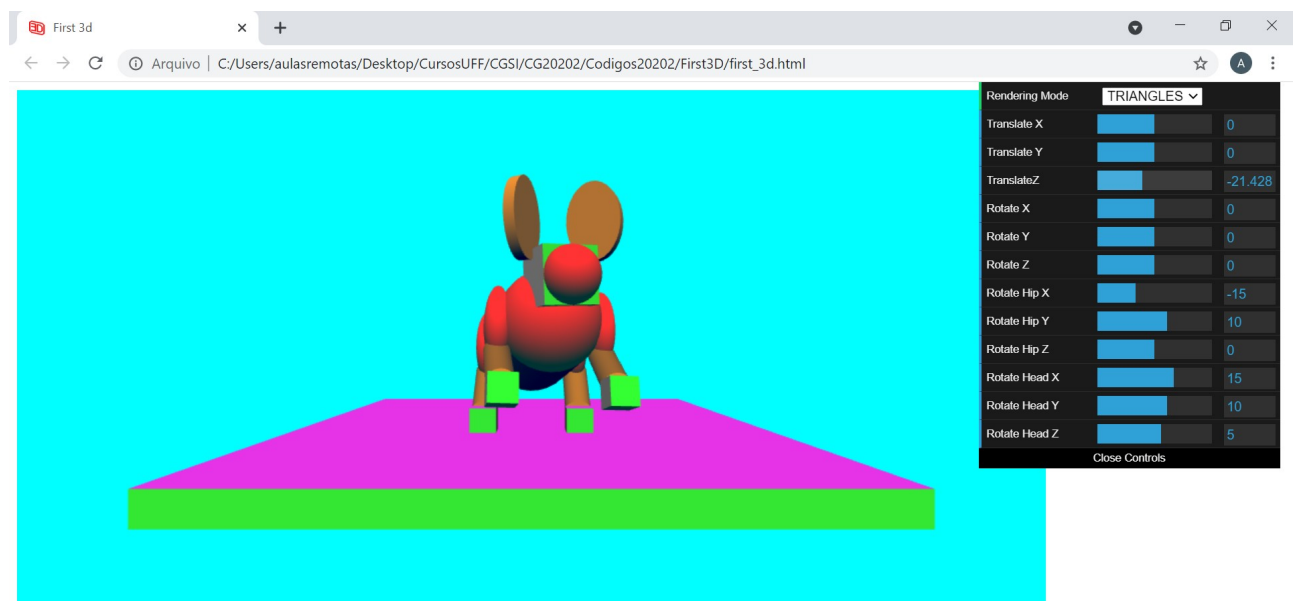 First 3d
Arquivo | C:/Users/aulasremotas/Desktop/CursosUFF/CGSI/CG20202/Codigos20202/First3D/first_3d.html
A
Rendering Mode TRIANGLES
Translate X 0
Translate Y 0
TranslateZ -21.428
Rotate X 0
Rotate Y 0
Rotate Z 0
Rotate Hip X -15
Rotate Hip Y 10
Rotate Hip Z 0
Rotate Head X 15
Rotate Head Y 10
Rotate Head Z 5
Close Controls